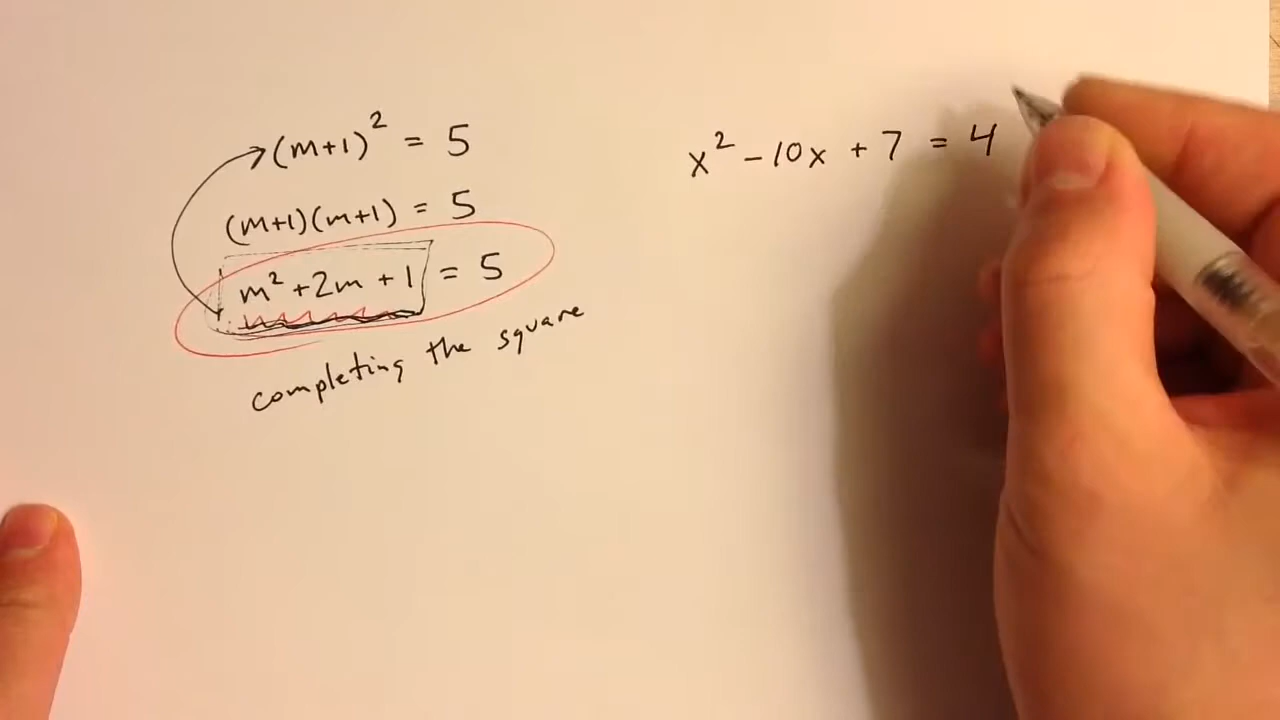 (m+1)² = 5
(m+1)(m+1) = 5
m² + 2m + 1 = 5
completing the square
x² - 10x + 7 = 4